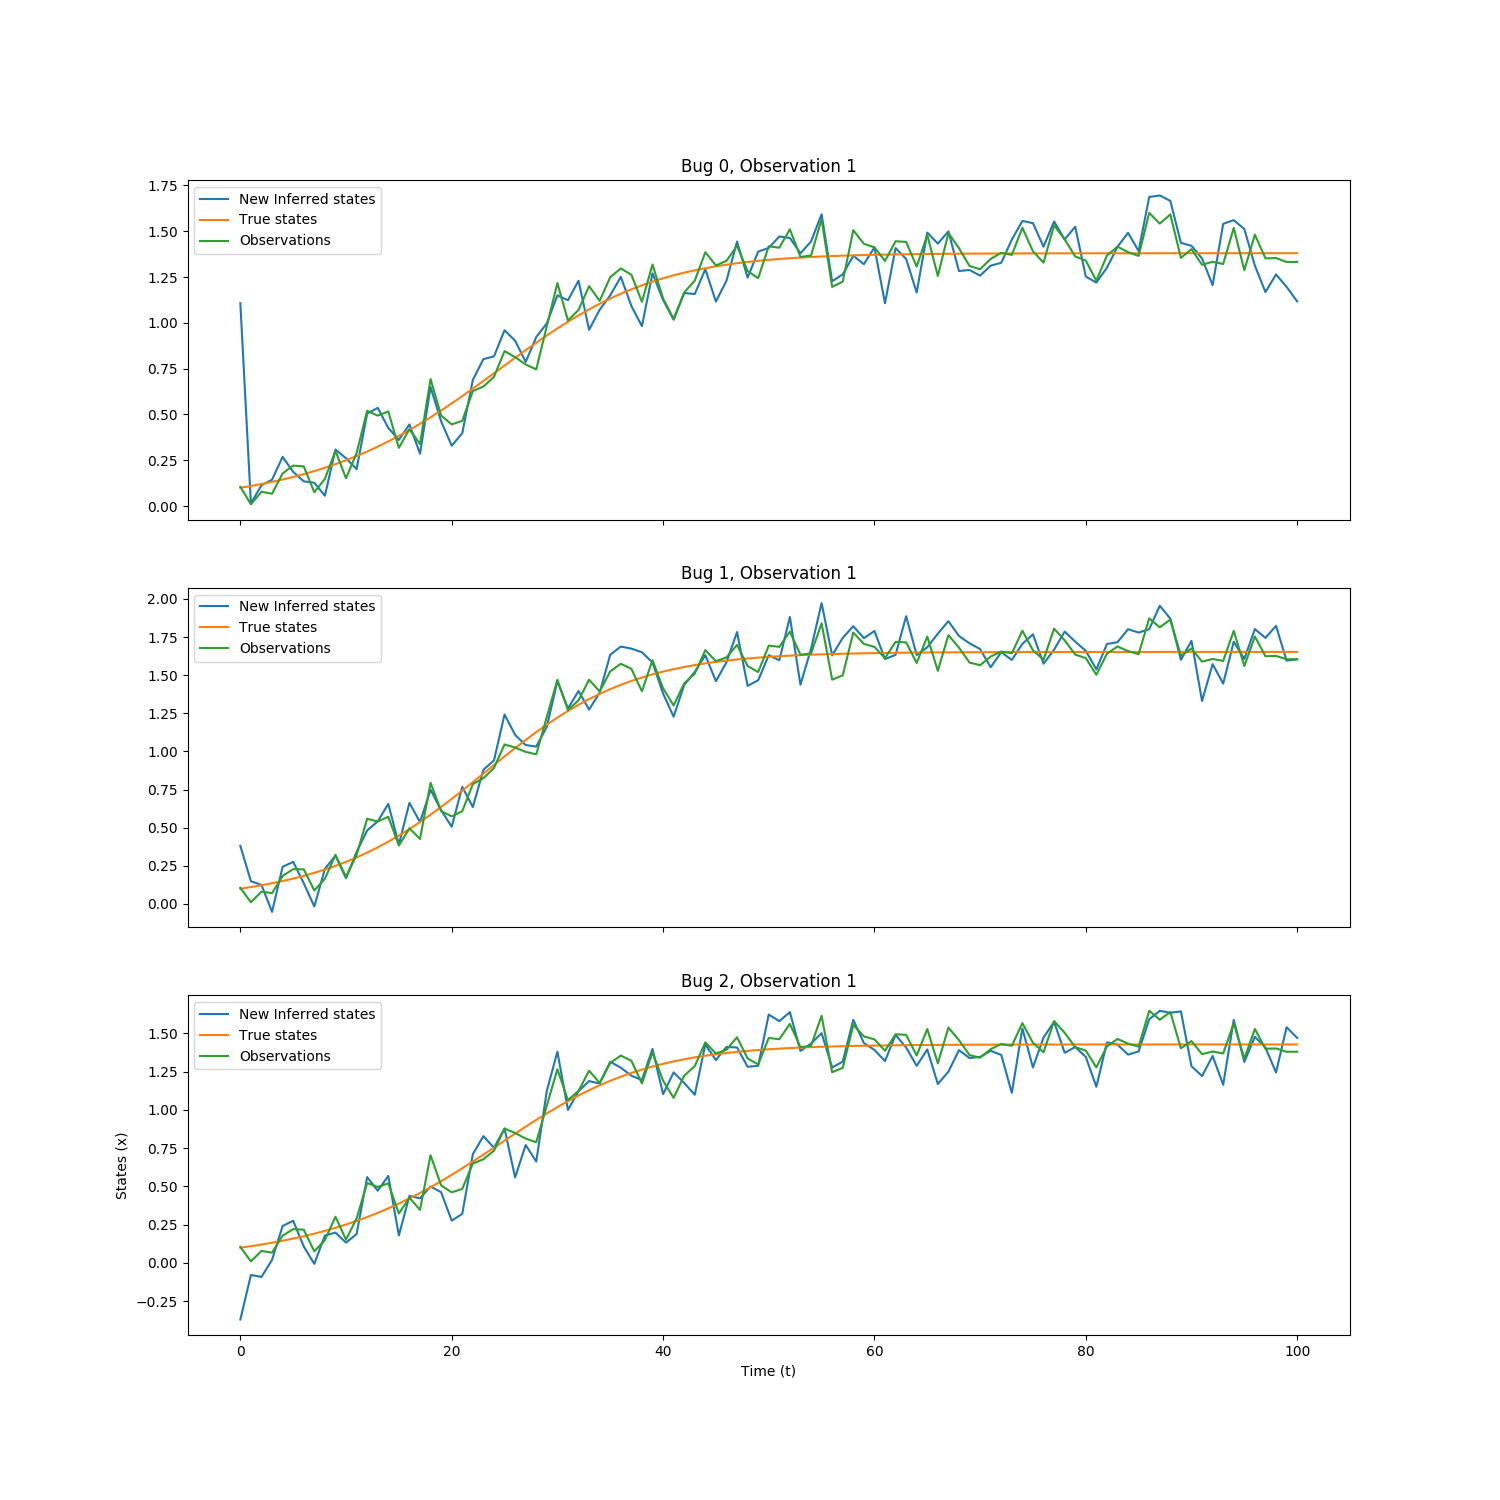 Bug 0, Observation 1
New Inferred states
True states
Observations
1.75
1.50
1.25
1.00
0.75
0.50
0.25
0.00
Bug 1, Observation 1
New Inferred states
True states
Observations
2.00
1.75
1.50
1.25
1.00
0.75
0.50
0.25
0.00
Bug 2, Observation 1
New Inferred states
True states
Observations
1.50
1.25
1.00
0.75
0.50
0.25
0.00
−0.25
States (x)
0 20 40 60 80 100
Time (t)